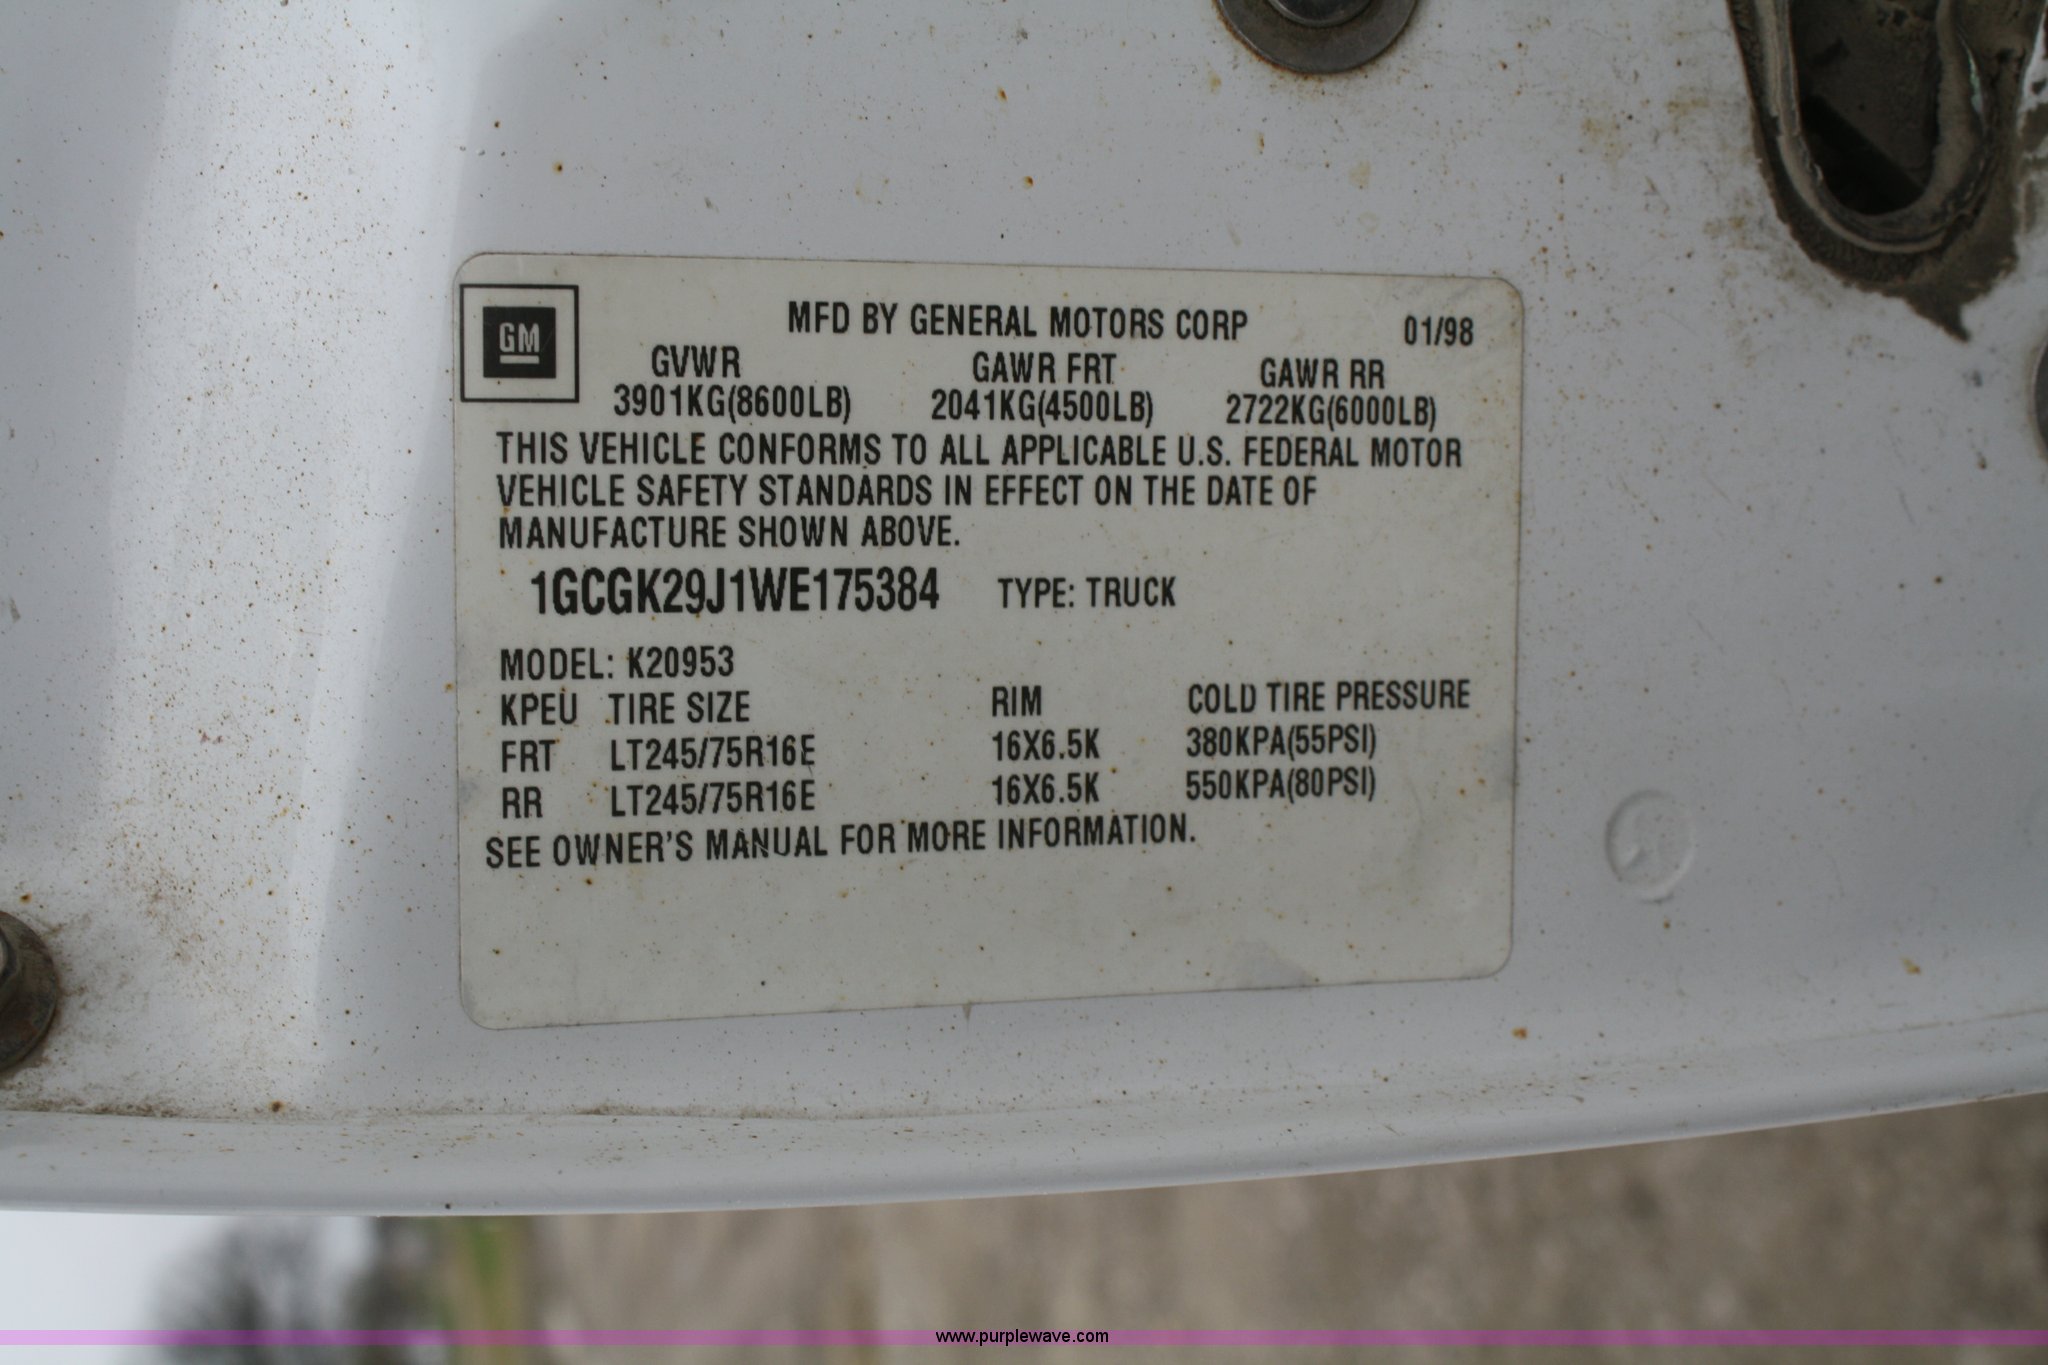 GM
MFD BY GENERAL MOTORS CORP 01/98
GVWR GAWR FRT GAWR RR
3901KG(8600LB) 2041KG(4500LB) 2722KG(6000LB)
THIS VEHICLE CONFORMS TO ALL APPLICABLE U.S. FEDERAL MOTOR
VEHICLE SAFETY STANDARDS IN EFFECT ON THE DATE OF
MANUFACTURE SHOWN ABOVE.
1GCGK29J1WE175384 TYPE: TRUCK
MODEL: K20953
KPEU TIRE SIZE RIM COLD TIRE PRESSURE
FRT LT245/75R16E 16X6.5K 380KPA(55PSI)
RR LT245/75R16E 16X6.5K 550KPA(80PSI)
SEE OWNER'S MANUAL FOR MORE INFORMATION.
www.purplewave.com